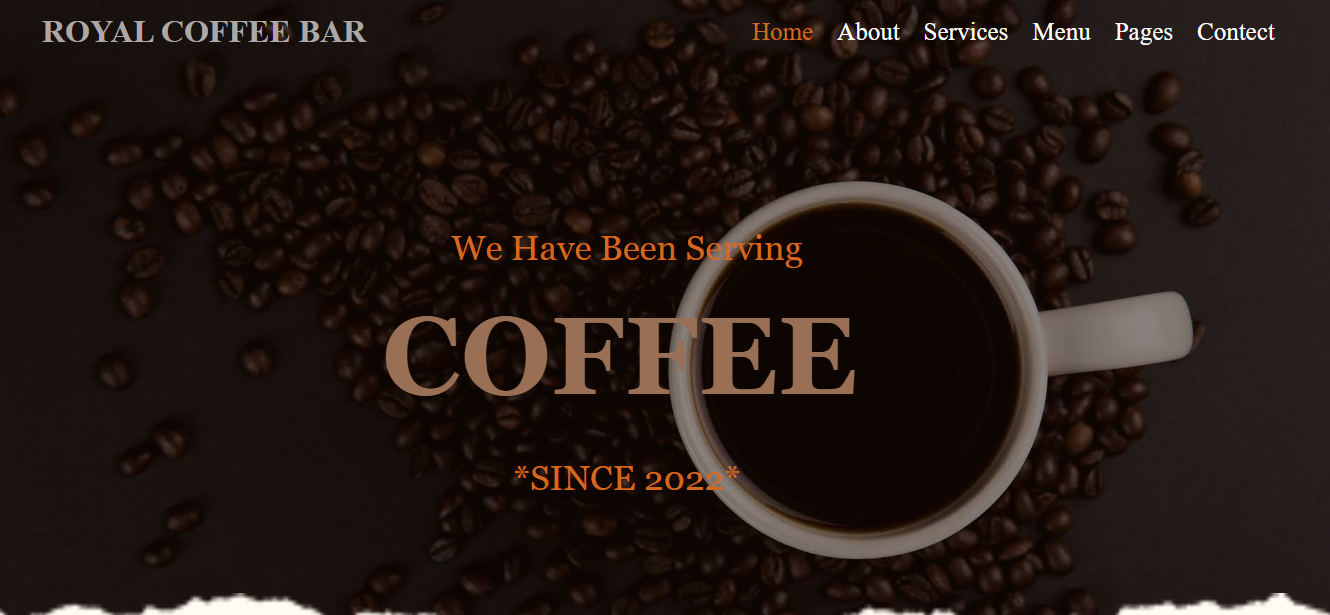 ROYAL COFFEE BAR
Home About Services Menu Pages Contect
We Have Been Serving
COFFEE
*SINCE 2022*